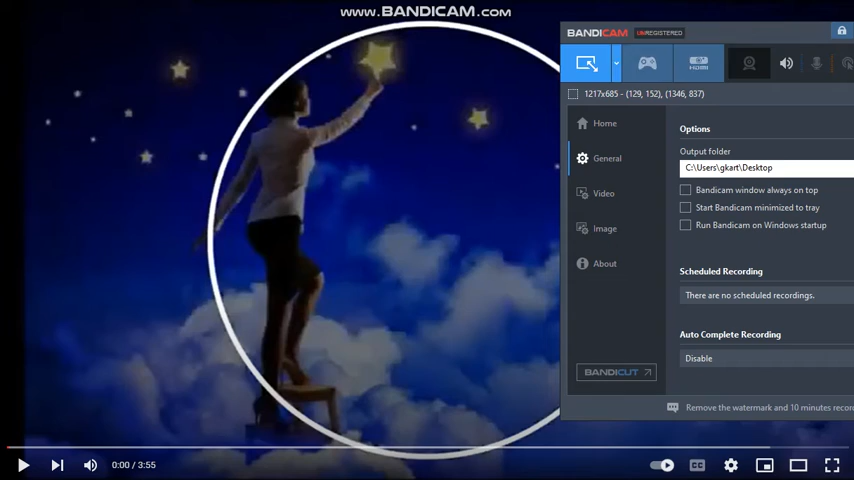 WWW.BANDICAM.COM
BANDICAM UNREGISTERED
HDMI
1217x685 - (129, 152), (1346, 837)
Home
General
Video
Image
About
BANDICUT
Options
Output folder
C:\Users\gkart\Desktop
Bandicam window always on top
Start Bandicam minimized to tray
Run Bandicam on Windows startup
Scheduled Recording
There are no scheduled recordings.
Auto Complete Recording
Disable
Remove the watermark and 10 minutes recor
0:00 / 3:55
CC